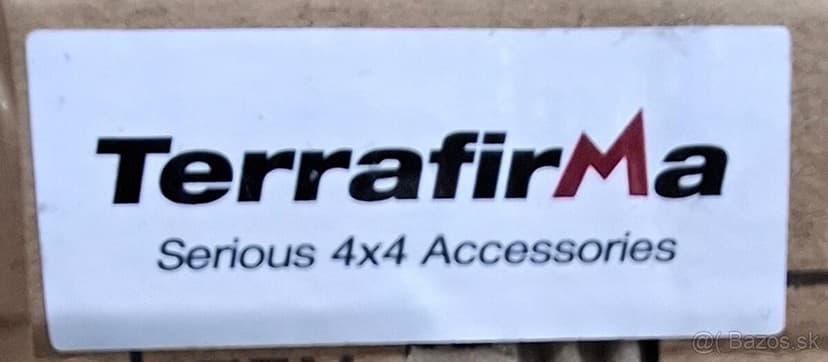 TerrafirMa
Serious 4x4 Accessories
@( Bazos.sk